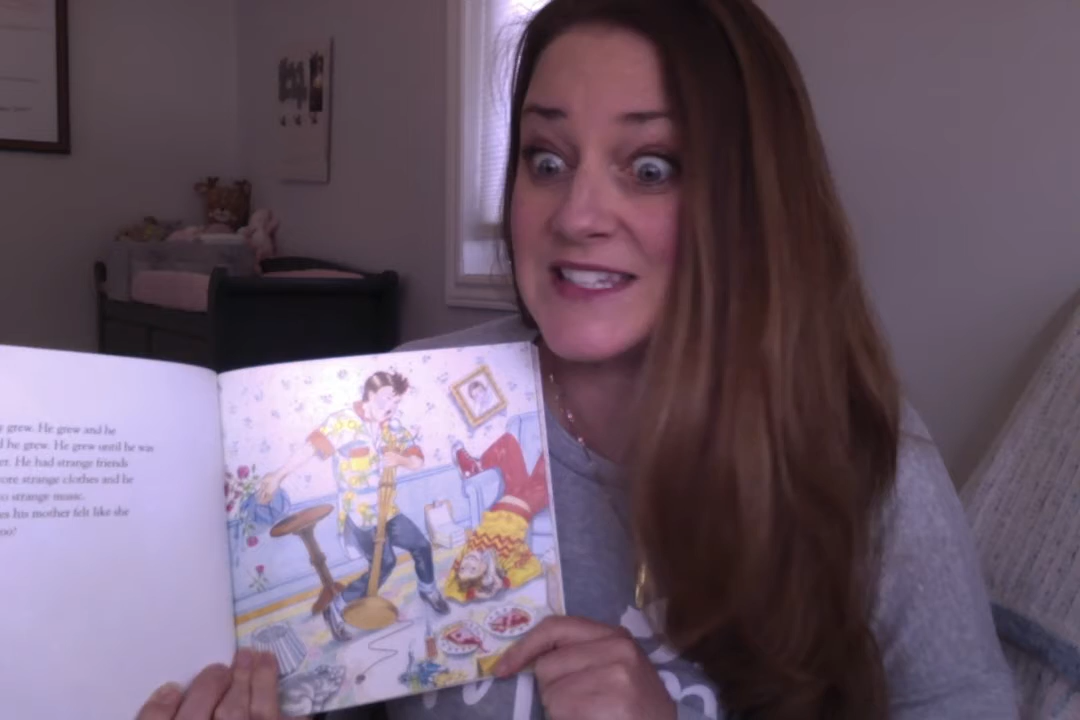 grew. He grew and he
he grew. He grew until he was
er. He had strange friends
ore strange clothes and he
o strange music.
es his mother felt like she
oo!